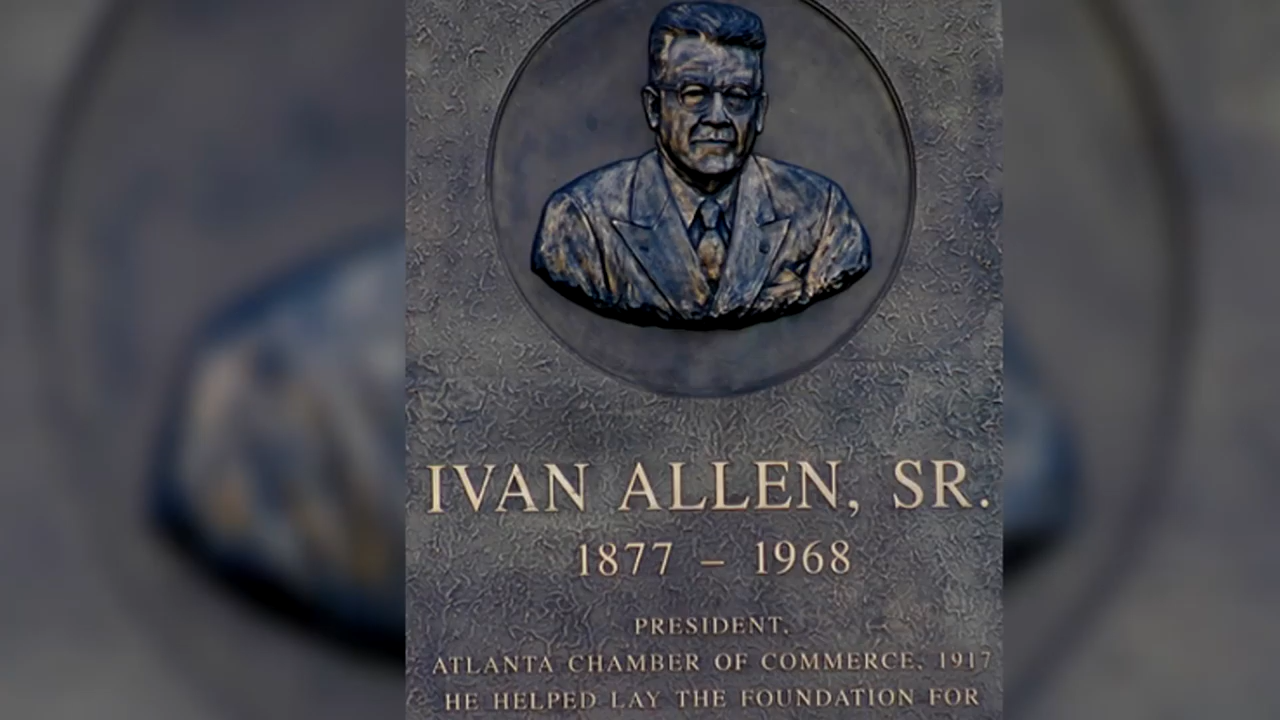 IVAN ALLEN, SR.
1877 – 1968
PRESIDENT,
ATLANTA CHAMBER OF COMMERCE, 1917
HE HELPED LAY THE FOUNDATION FOR